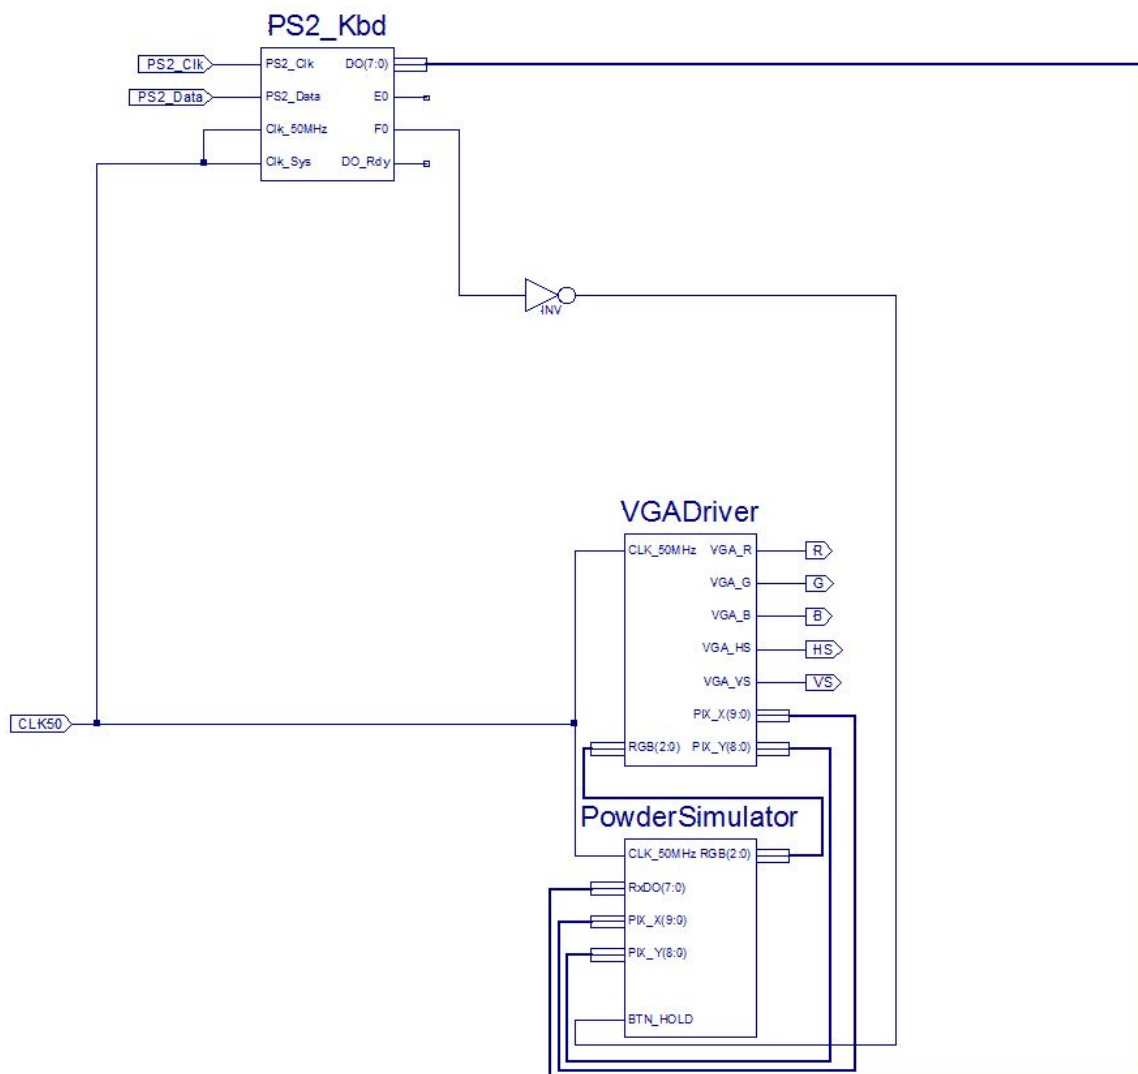 PS2_Kbd
PS2_Clk
PS2_Clk DO(7:0)
PS2_Data
PS2_Data E0
Clk_50MHz F0
Clk_Sys DO_Rdy
INV
VGADriver
CLK_50MHz VGA_R
R
VGA_G
G
VGA_B
B
VGA_HS
HS
VGA_VS
VS
PIX_X(9:0)
RGB(2:0) PIX_Y(8:0)
CLK50
PowderSimulator
CLK_50MHz RGB(2:0)
RxDO(7:0)
PIX_X(9:0)
PIX_Y(8:0)
BTN_HOLD